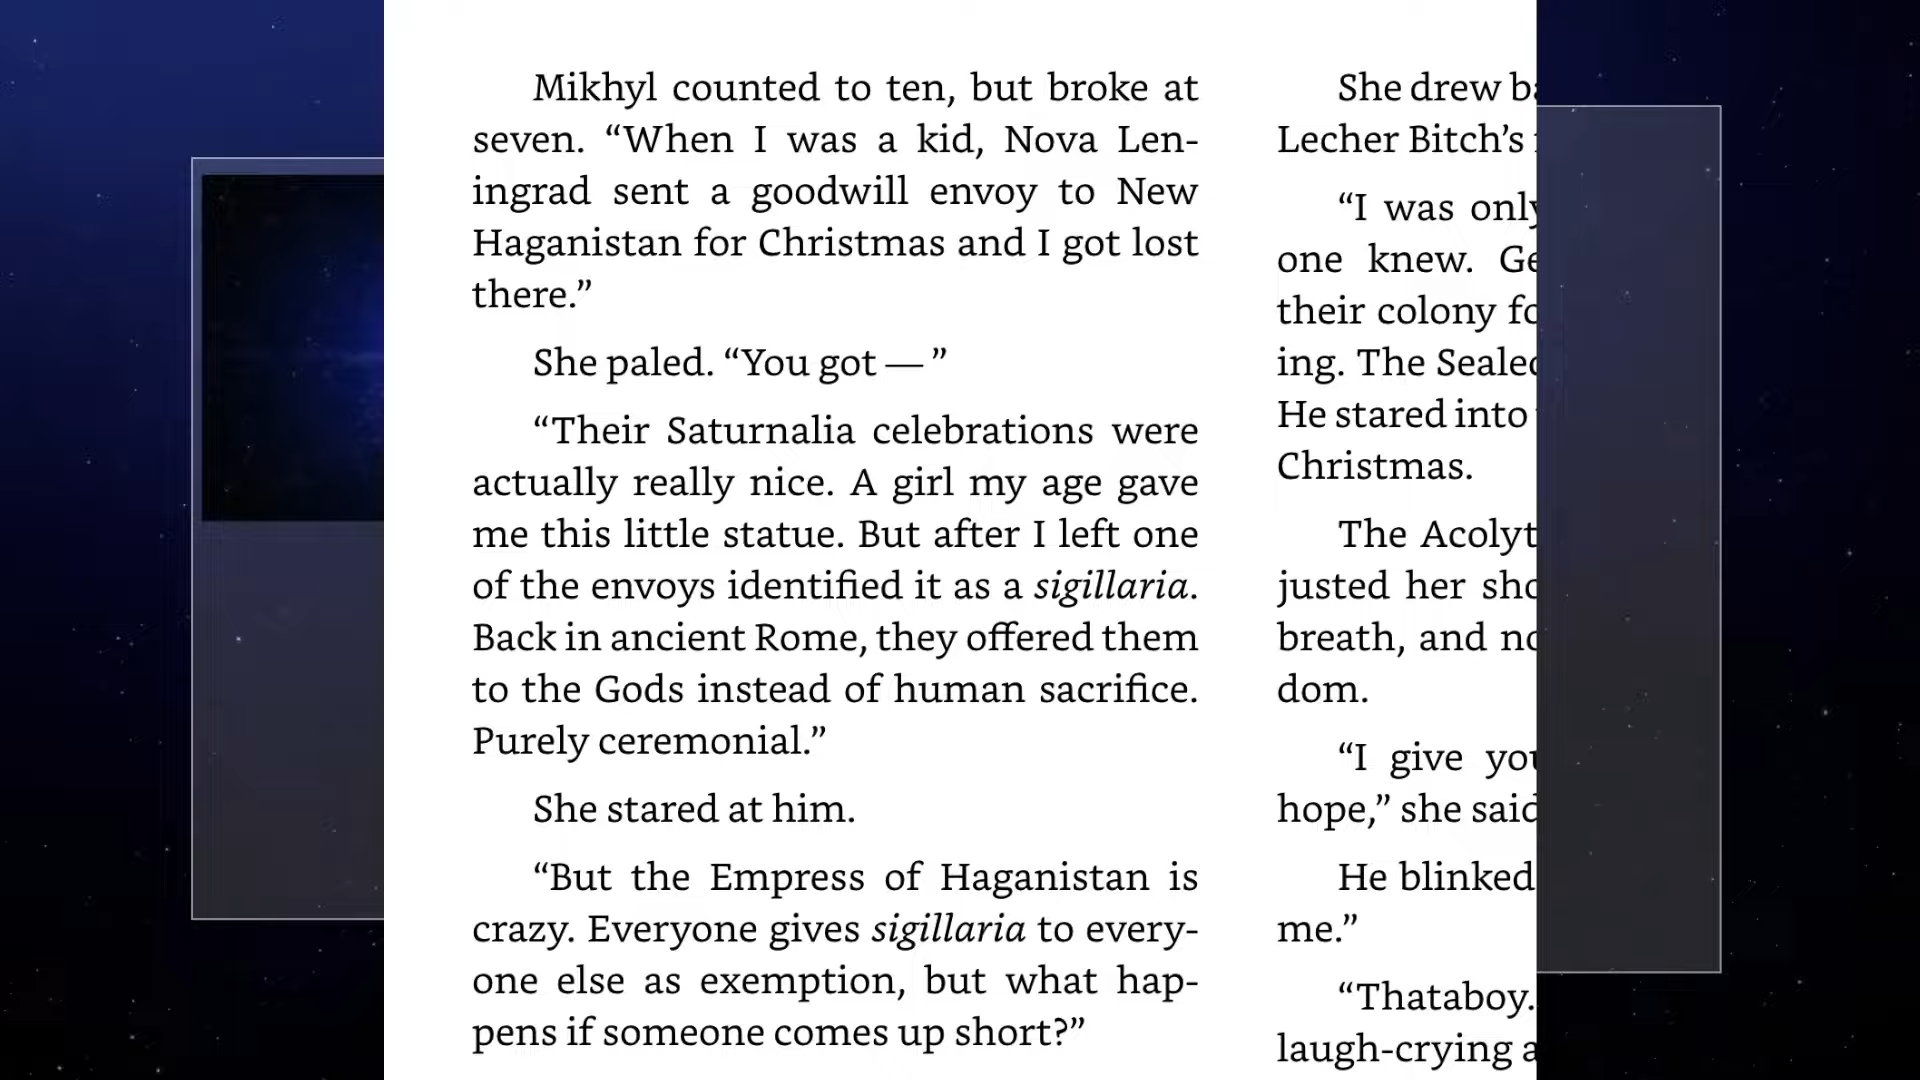 Mikhyl counted to ten, but broke at
seven. “When I was a kid, Nova Len-
ingrad sent a goodwill envoy to New
Haganistan for Christmas and I got lost
there.”
She paled. “You got — ”
“Their Saturnalia celebrations were
actually really nice. A girl my age gave
me this little statue. But after I left one
of the envoys identified it as a sigillaria.
Back in ancient Rome, they offered them
to the Gods instead of human sacrifice.
Purely ceremonial.”
She stared at him.
“But the Empress of Haganistan is
crazy. Everyone gives sigillaria to every-
one else as exemption, but what hap-
pens if someone comes up short?”
She drew
Lecher Bitch’s
“I was only
one knew.
their colony
ing. The
He stared into
Christmas.
The
justed her
breath, and
dom.
“I give you
hope,” she said
He blinked
me.”
“Thataboy.
laugh-crying